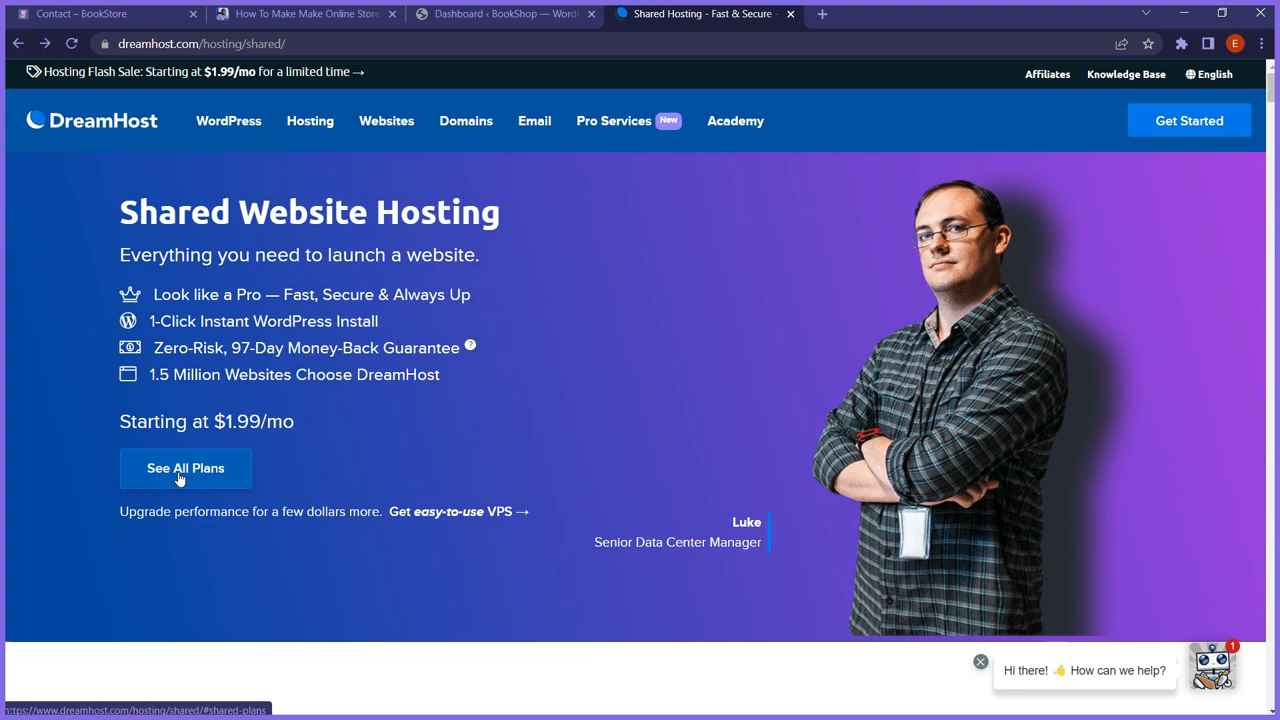 Contact – BookStore
How To Make Make Online Store
Dashboard ‹ BookShop — Word
Shared Hosting - Fast & Secure -
dreamhost.com/hosting/shared/
E
Hosting Flash Sale: Starting at $1.99/mo for a limited time →
Affiliates
Knowledge Base
English
DreamHost
WordPress
Hosting
Websites
Domains
Email
Pro Services New
Academy
Get Started
Shared Website Hosting
Everything you need to launch a website.
Look like a Pro — Fast, Secure & Always Up
1-Click Instant WordPress Install
Zero-Risk, 97-Day Money-Back Guarantee ?
1.5 Million Websites Choose DreamHost
Starting at $1.99/mo
See All Plans
Upgrade performance for a few dollars more. Get easy-to-use VPS →
Luke
Senior Data Center Manager
Hi there! 👋 How can we help?
1
https://www.dreamhost.com/hosting/shared/#shared-plans